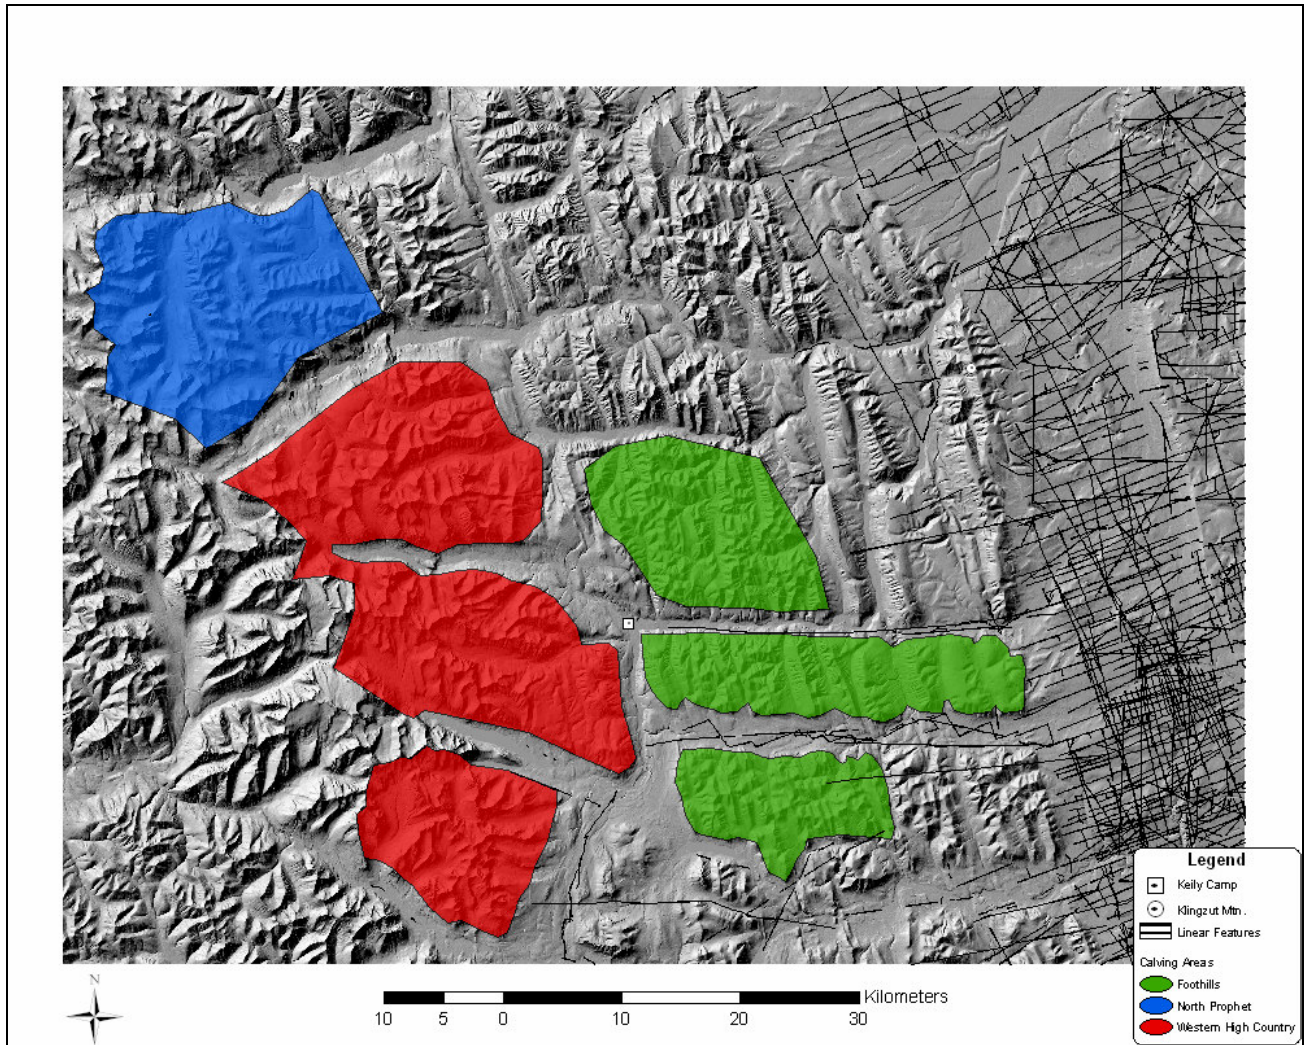 Legend
Keily Camp
Klingzut Mtn.
Linear Features
Calving Areas
Foothills
North Prophet
Western High Country
N
Kilometers
10 5 0 10 20 30